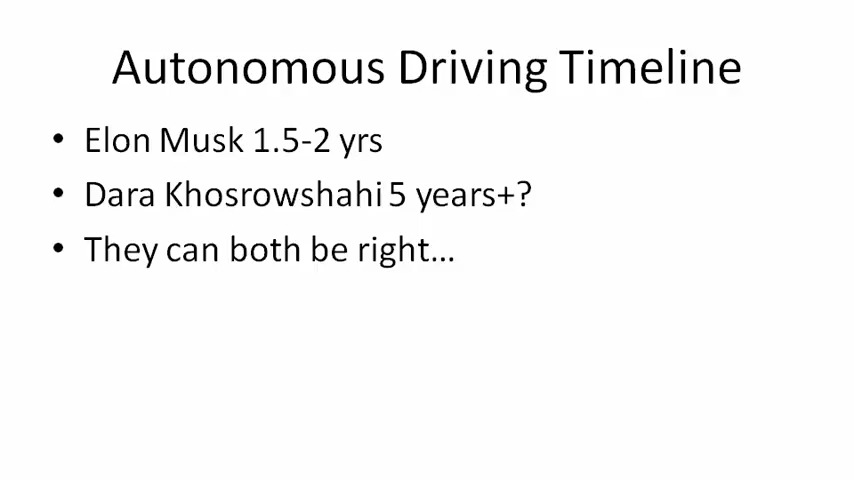 Autonomous Driving Timeline
• Elon Musk 1.5-2 yrs
• Dara Khosrowshahi 5 years+?
• They can both be right...